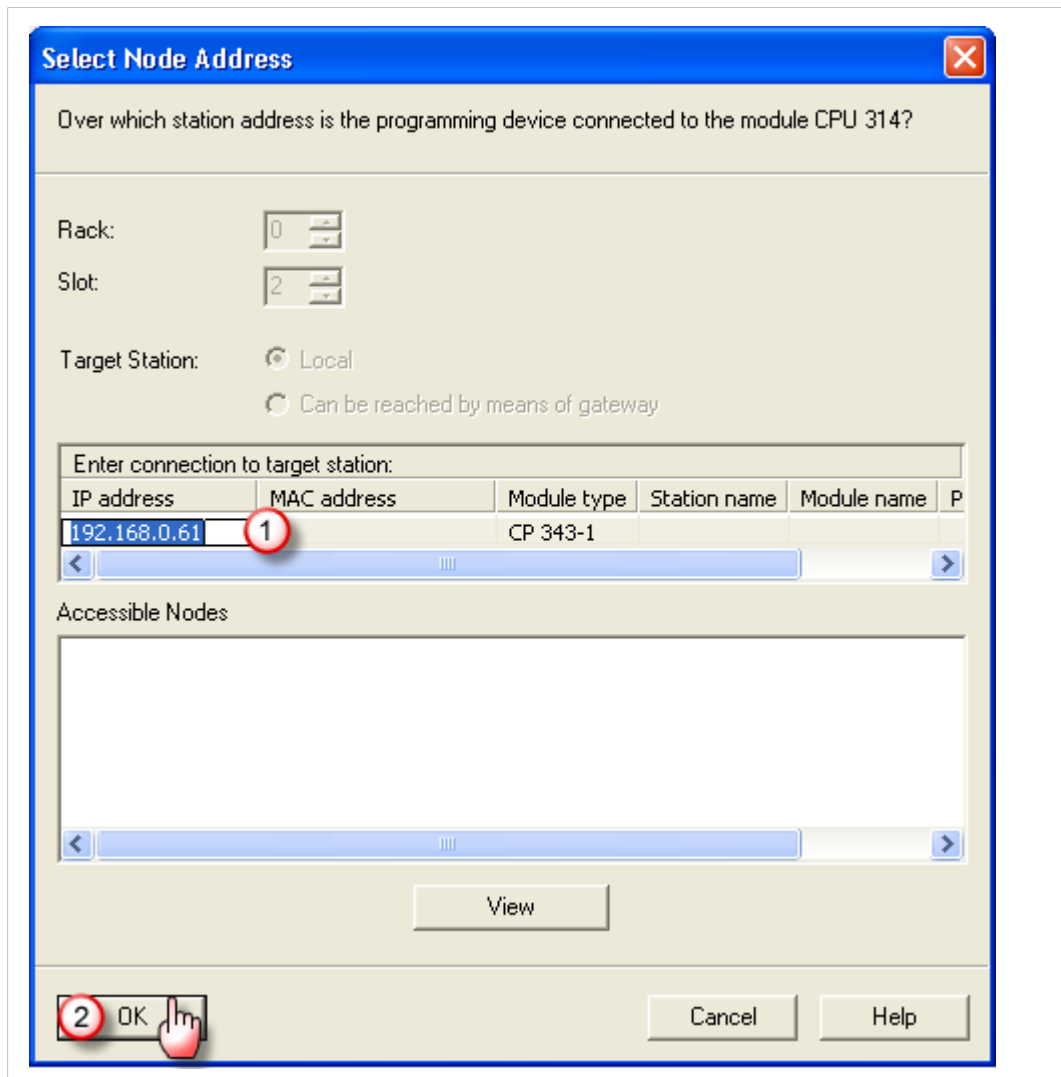 Select Node Address
Over which station address is the programming device connected to the module CPU 314?
Rack: 0
Slot: 2
Target Station: Local
Can be reached by means of gateway
Enter connection to target station:
IP address MAC address Module type Station name Module name P
192.168.0.61 1 CP 343-1
Accessible Nodes
View
2 OK Cancel Help